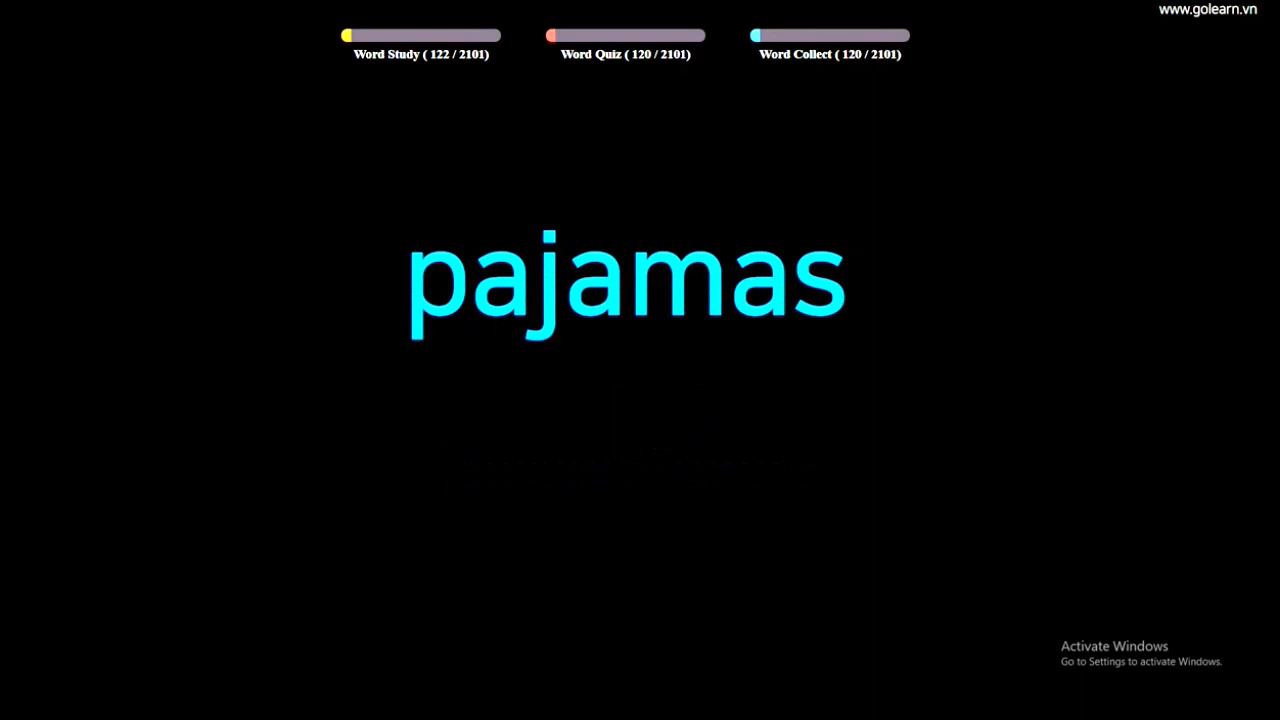 www.golearn.vn
Word Study ( 122 / 2101)
Word Quiz ( 120 / 2101)
Word Collect ( 120 / 2101)
pajamas
Activate Windows
Go to Settings to activate Windows.